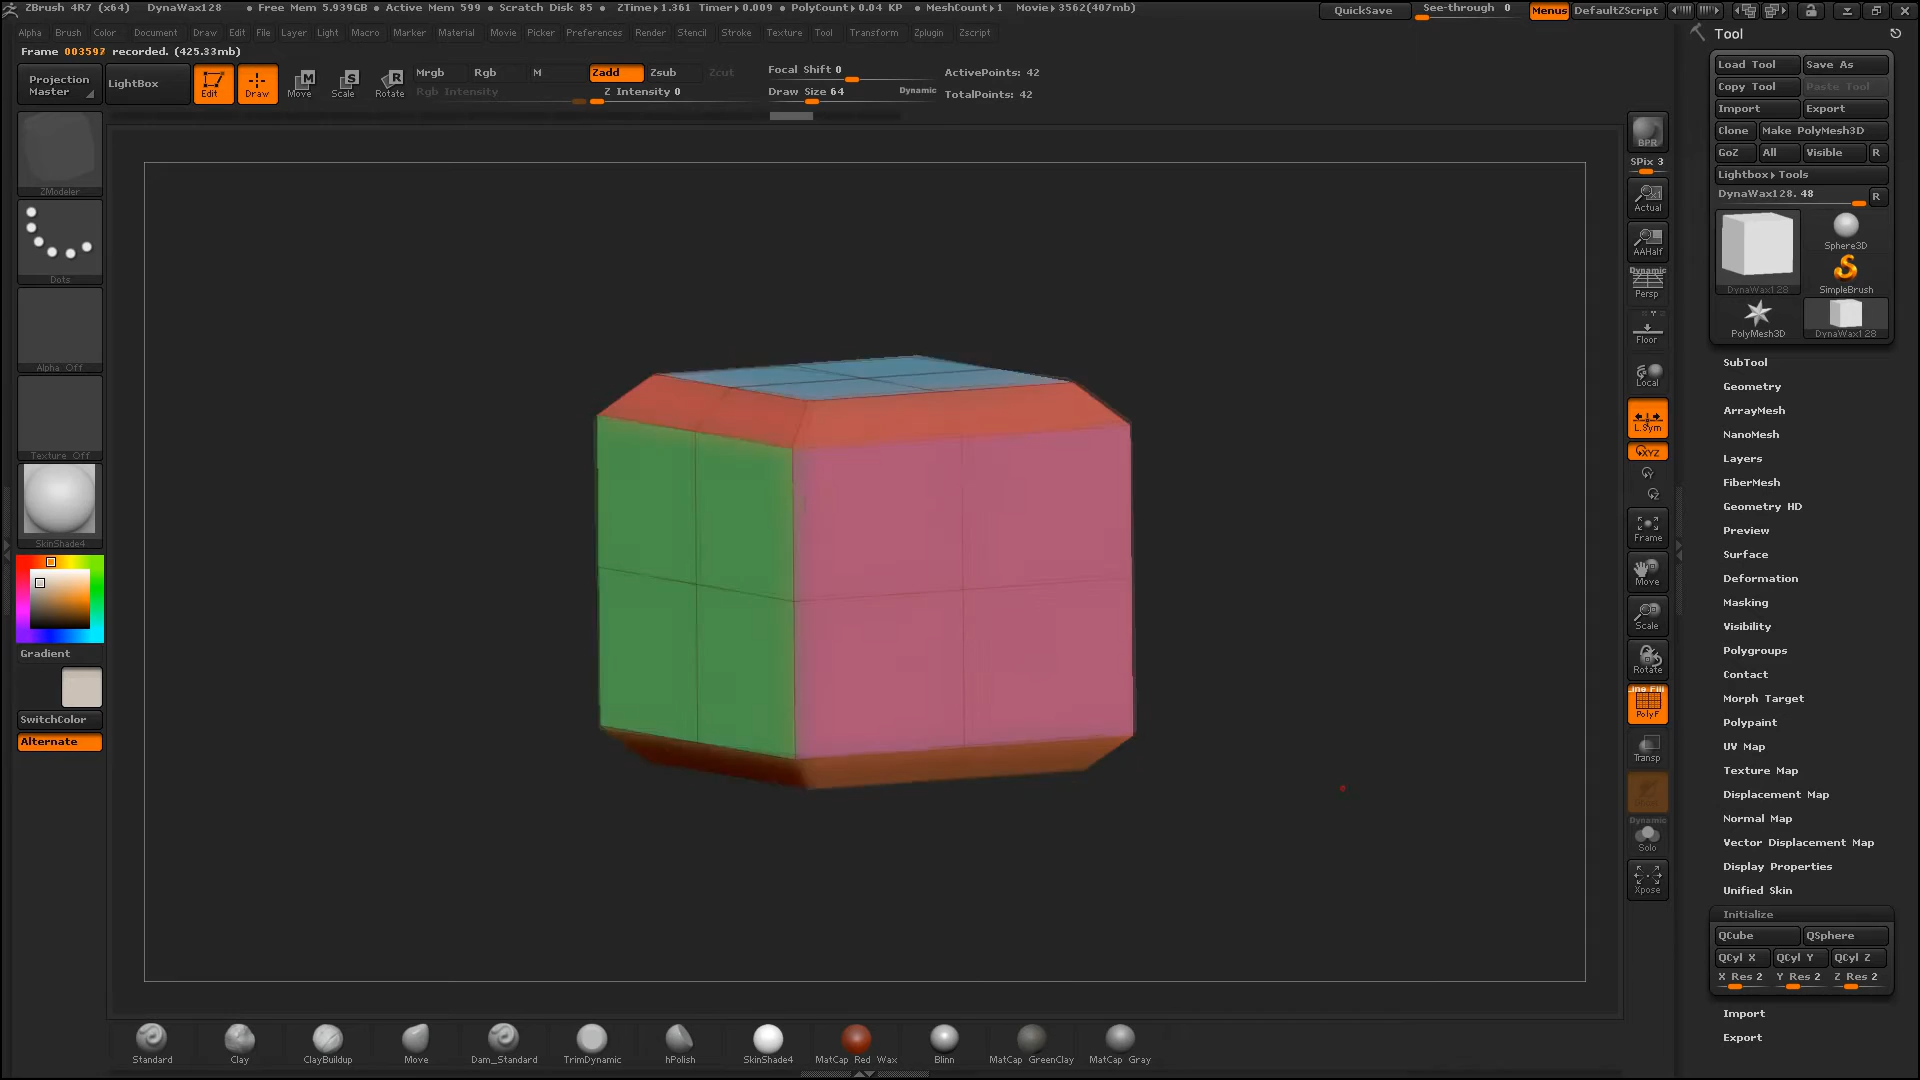 ZBrush 4R7 (x64) DynaWax128 • Free Mem 5.939GB • Active Mem 599 • Scratch Disk 85 • ZTime▸1.361 Timer▸0.009 • PolyCount▸0.04 KP • MeshCount▸1 Movie▸3562(407mb) QuickSave See-through 0 Menus DefaultZScript
Alpha Brush Color Document Draw Edit File Layer Light Macro Marker Material Movie Picker Preferences Render Stencil Stroke Texture Tool Transform Zplugin Zscript
Frame 003597 recorded. (425.33mb)
Projection Master
LightBox
Edit
Draw
Move
Scale
Rotate
Mrgb Rgb M Zadd Zsub Zcut
Rgb Intensity Z Intensity 0
Focal Shift 0
Draw Size 64 Dynamic
ActivePoints: 42
TotalPoints: 42
ZModeler
Dots
Alpha Off
Texture Off
SkinShade4
Gradient
SwitchColor
Alternate
BPR
SPix 3
Actual
AAHalf
Dynamic
Persp
Floor
Local
L.Sym
XYZ
Y
Z
Frame
Move
Scale
Rotate
PolyF
Transp
Dynamic
Solo
Xpose
Tool
Load Tool Save As
Copy Tool Paste Tool
Import Export
Clone Make PolyMesh3D
GoZ All Visible R
Lightbox▸Tools
DynaWax128. 48 R
DynaWax128
Sphere3D
SimpleBrush
PolyMesh3D
DynaWax128
SubTool
Geometry
ArrayMesh
NanoMesh
Layers
FiberMesh
Geometry HD
Preview
Surface
Deformation
Masking
Visibility
Polygroups
Contact
Morph Target
Polypaint
UV Map
Texture Map
Displacement Map
Normal Map
Vector Displacement Map
Display Properties
Unified Skin
Initialize
QCube QSphere
QCyl X QCyl Y QCyl Z
X Res 2 Y Res 2 Z Res 2
Import
Export
Standard Clay ClayBuildup Move Dam_Standard TrimDynamic hPolish SkinShade4 MatCap Red Wax Blinn MatCap GreenClay MatCap Gray